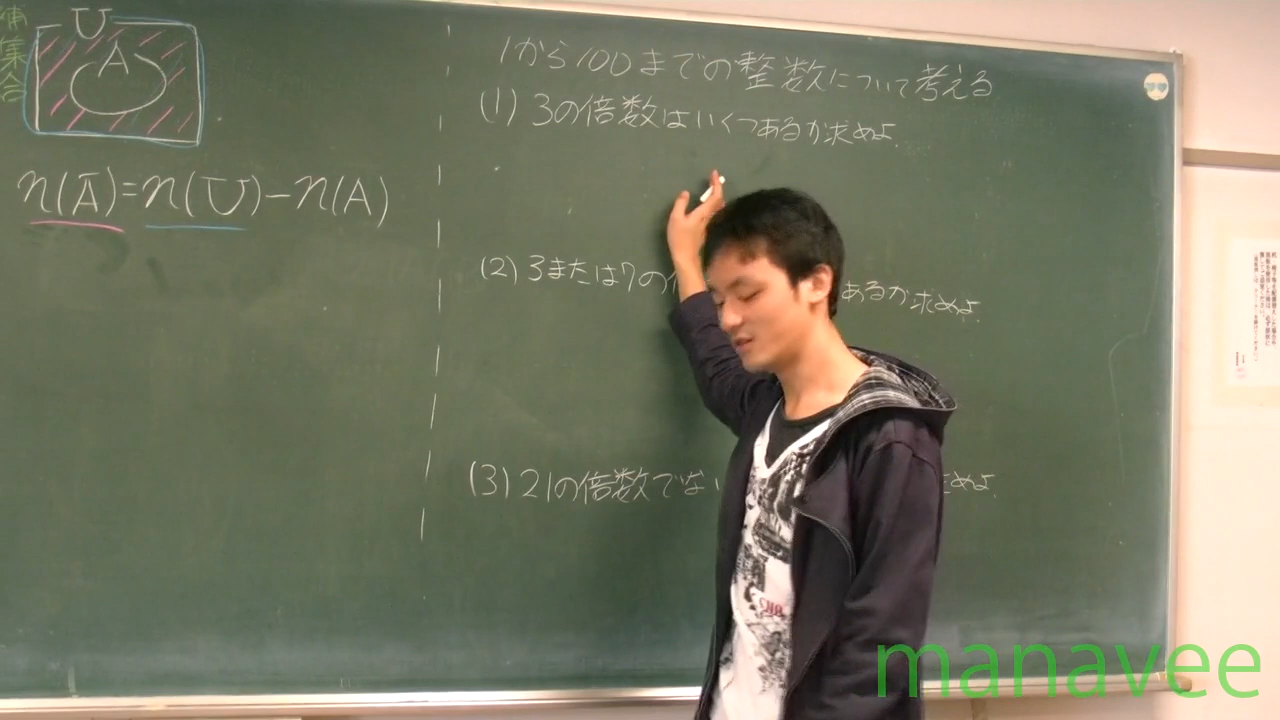 補集合
U
A
n(Ā)=n(U)-n(A)
1から100までの整数について考える
(1) 3の倍数はいくつあるか求めよ.
(2) 3または7の あるか求めよ.
(3) 21の倍数でな めよ.
manavee